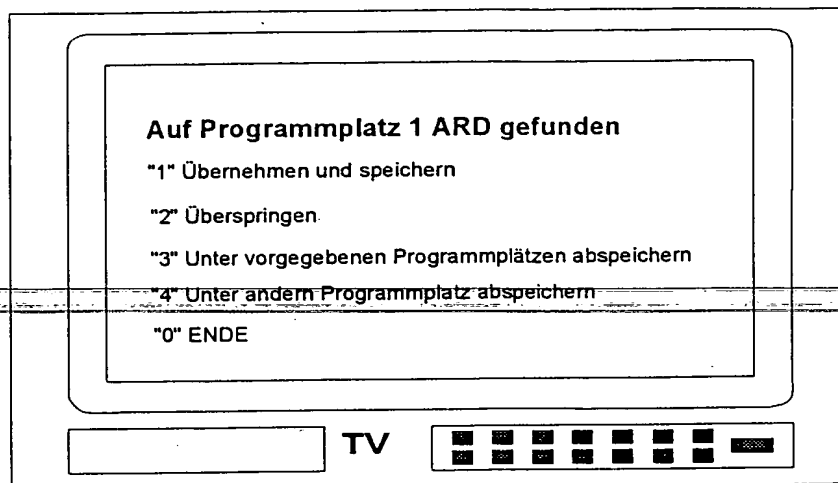 Auf Programmplatz 1 ARD gefunden
"1" Übernehmen und speichern
"2" Überspringen
"3" Unter vorgegebenen Programmplätzen abspeichern
"4" Unter andern Programmplatz abspeichern
"0" ENDE
TV